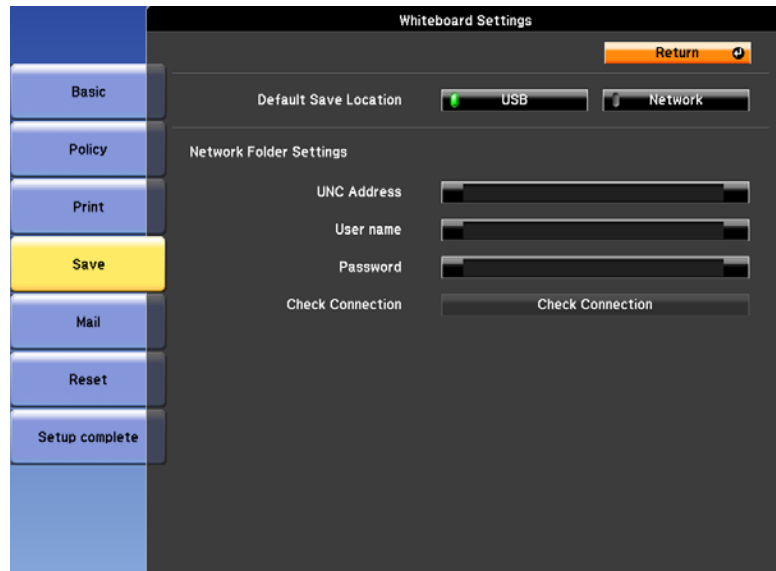 Whiteboard Settings
Return
Basic
Policy
Print
Save
Mail
Reset
Setup complete
Default Save Location USB Network
Network Folder Settings
UNC Address
User name
Password
Check Connection Check Connection